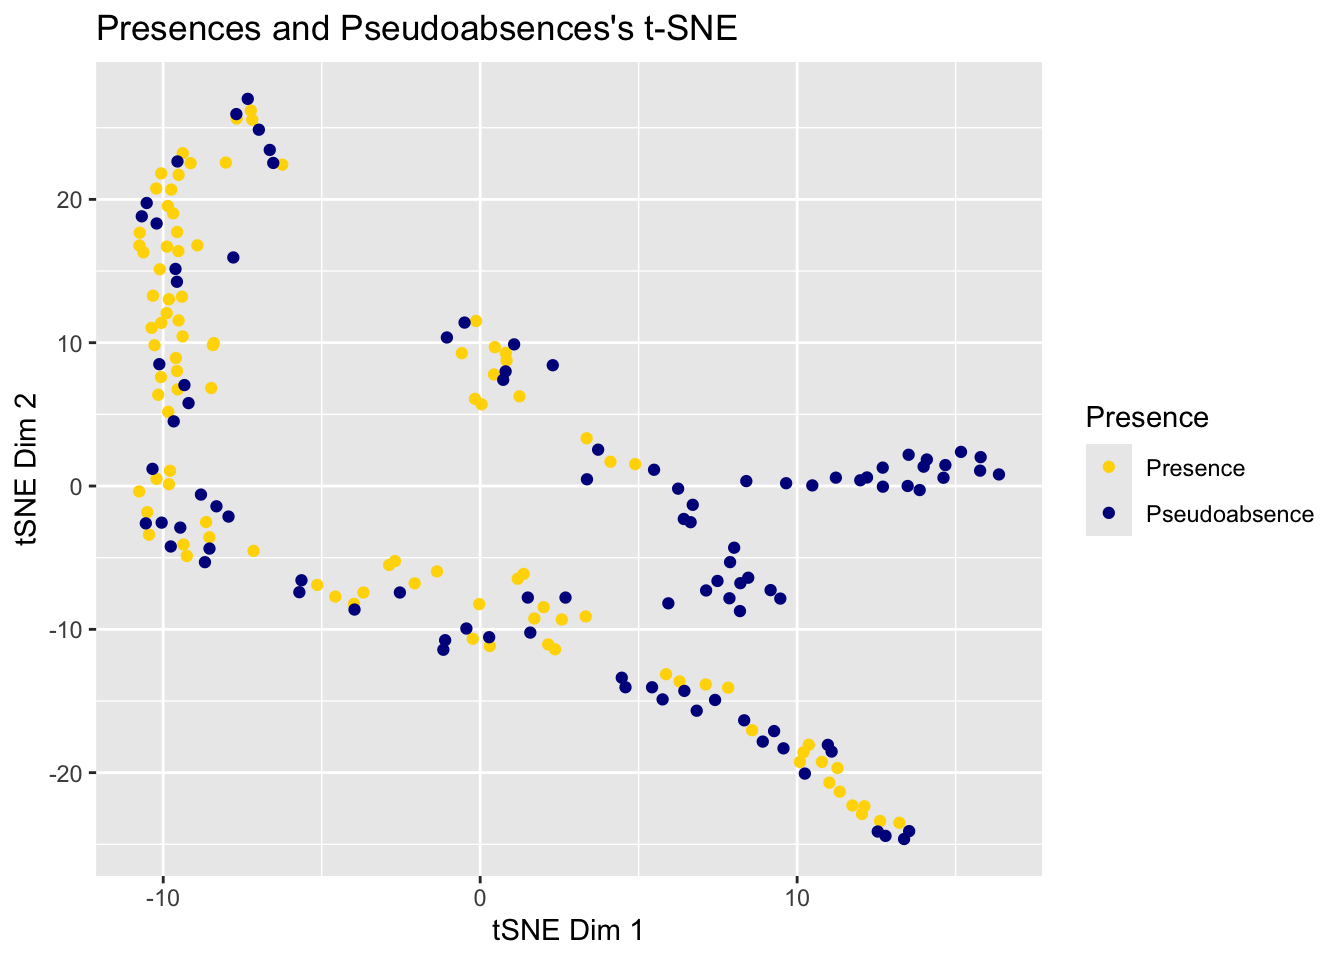 Presences and Pseudoabsences's t-SNE
20
10
0
-10
-20
tSNE Dim 2
-10
0
10
tSNE Dim 1
Presence
Presence
Pseudoabsence